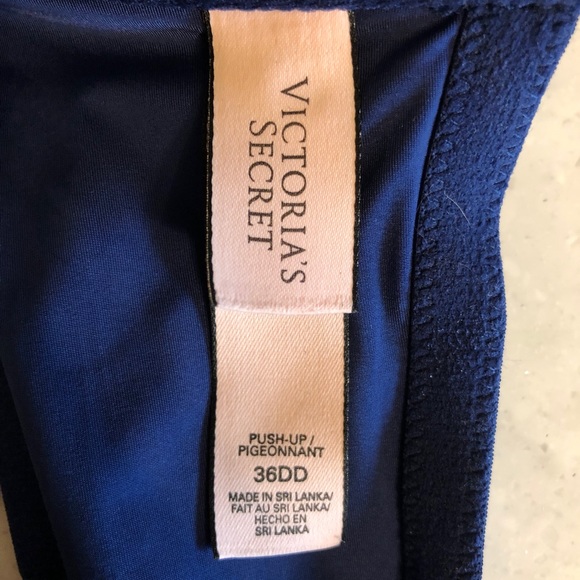 VICTORIA'S
SECRET
PUSH-UP /
PIGEONNANT
36DD
MADE IN SRI LANKA/
FAIT AU SRI LANKA/
HECHO EN
SRI LANKA